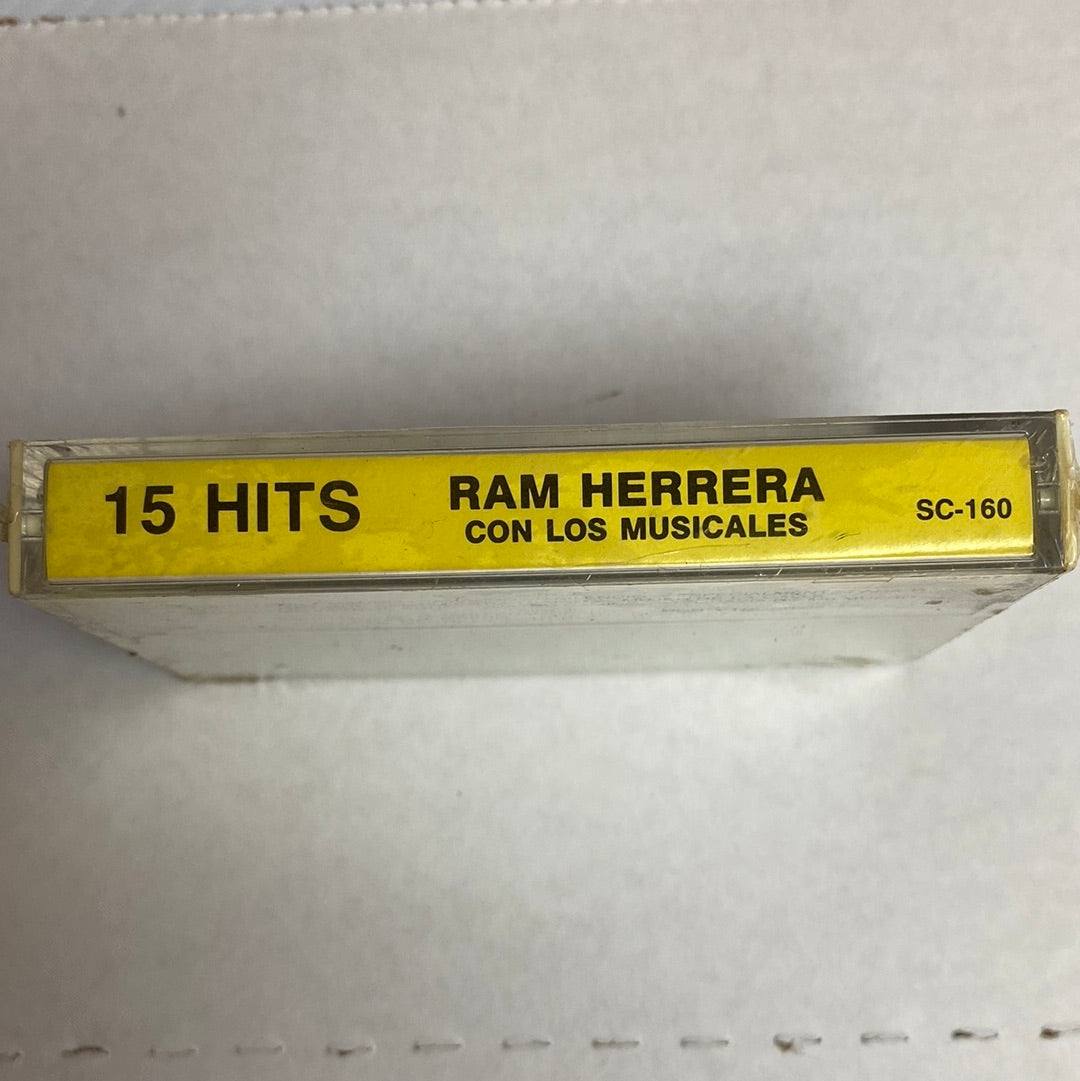 15 HITS
RAM HERRERA
CON LOS MUSICALES
SC-160